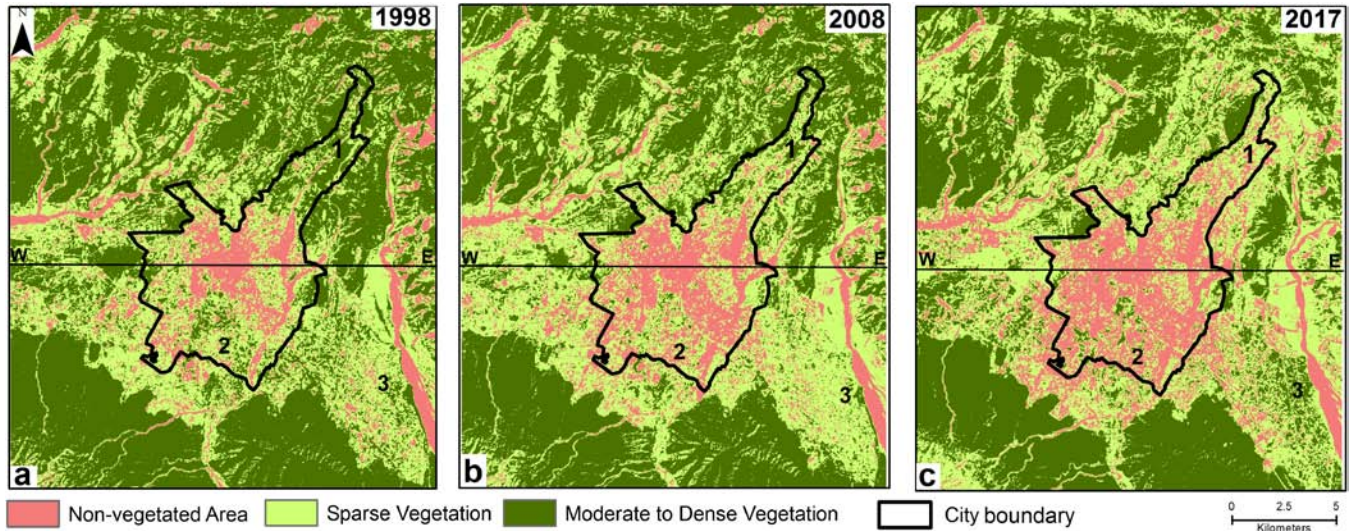 N
1998
1
W
E
2
3
a
2008
1
W
E
2
3
b
2017
1
W
E
2
3
c
Non-vegetated Area
Sparse Vegetation
Moderate to Dense Vegetation
City boundary
0 2.5 5
Kilometers